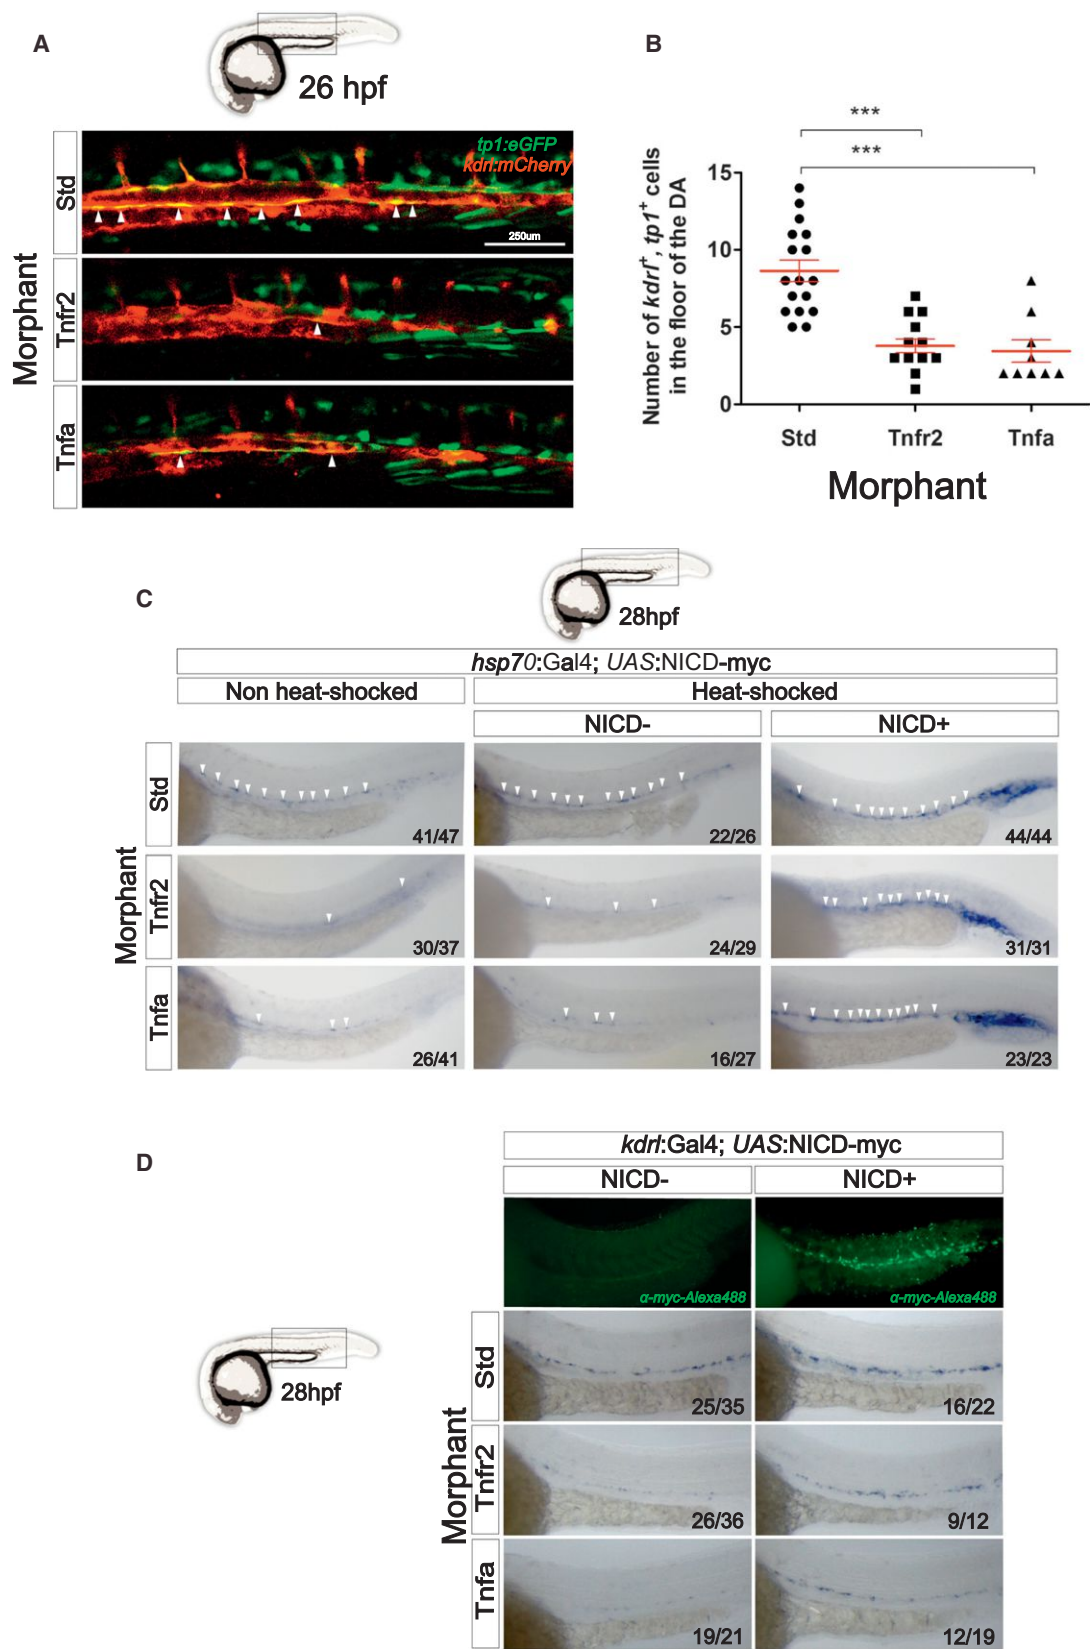 A
26 hpf
Morphant
Std
tp1:eGFP
kdrl:mCherry
250um
Tnfr2
Tnfa
B
***
***
Number of kdrl+, tp1+ cells
in the floor of the DA
15
10
5
0
Std Tnfr2 Tnfa
Morphant
C
28hpf
hsp70:Gal4; UAS:NICD-myc
Non heat-shocked Heat-shocked
NICD- NICD+
Morphant
Std
41/47 22/26 44/44
Tnfr2
30/37 24/29 31/31
Tnfa
26/41 16/27 23/23
D
28hpf
kdrl:Gal4; UAS:NICD-myc
NICD- NICD+
α-myc-Alexa488 α-myc-Alexa488
Morphant
Std
25/35 16/22
Tnfr2
26/36 9/12
Tnfa
19/21 12/19